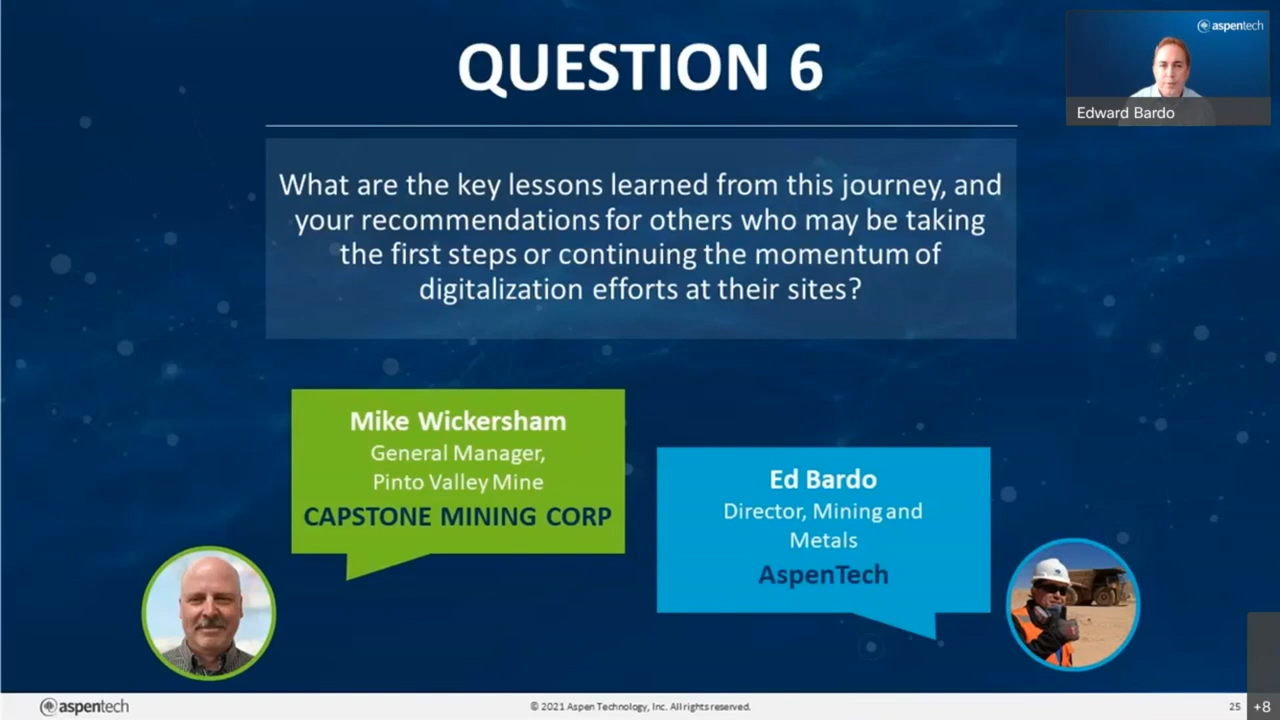 QUESTION 6
aspentech
Edward Bardo
What are the key lessons learned from this journey, and
your recommendations for others who may be taking
the first steps or continuing the momentum of
digitalization efforts at their sites?
Mike Wickersham
General Manager,
Pinto Valley Mine
CAPSTONE MINING CORP
Ed Bardo
Director, Mining and
Metals
AspenTech
aspentech
© 2021 Aspen Technology, Inc. All rights reserved.
25
+8